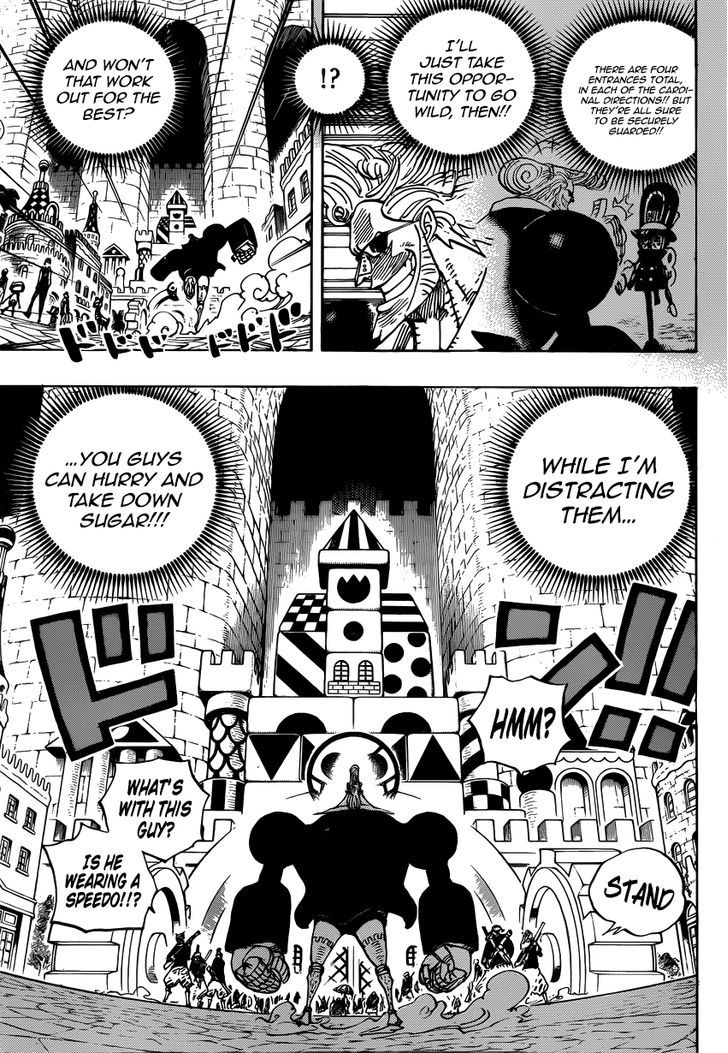 THERE ARE FOUR
ENTRANCES TOTAL,
IN EACH OF THE CARDI-
NAL DIRECTIONS!! BUT
THEY'RE ALL SURE
TO BE SECURELY
GUARDED!!
I'LL
JUST TAKE
THIS OPPOR-
TUNITY TO GO
WILD, THEN!!
!?
AND WON'T
THAT WORK
OUT FOR THE
BEST?
ドドド
ドドド
WHILE I'M
DISTRACTING
THEM...
...YOU GUYS
CAN HURRY AND
TAKE DOWN
SUGAR!!!
ドン!!
HMM?
WHAT'S
WITH THIS
GUY?
IS HE
WEARING A
SPEEDO!!?
STAND